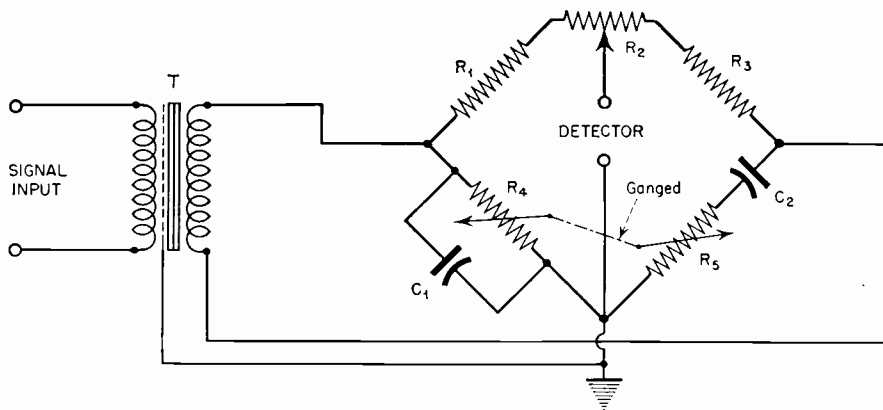 T
SIGNAL
INPUT
R1
R2
R3
DETECTOR
R4
Ganged
C2
C1
R5